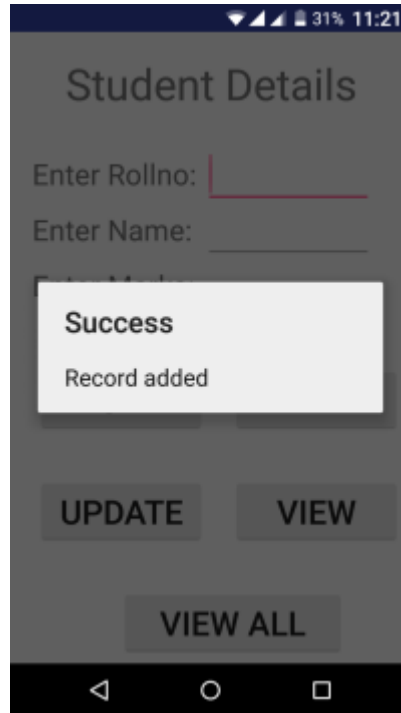 31% 11:21
Student Details
Enter Rollno:
Enter Name:
Success
Record added
UPDATE VIEW
VIEW ALL